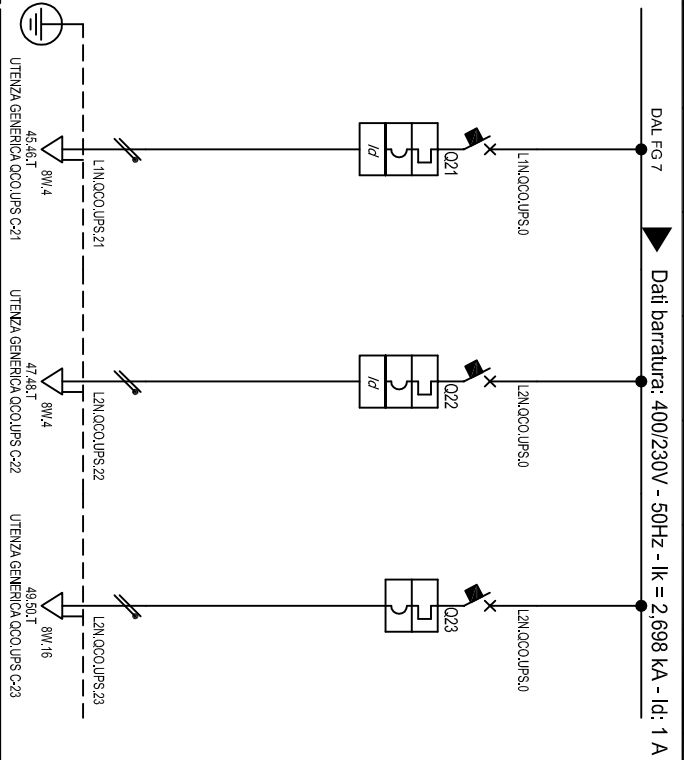 DAL FG 7
Dati barratura: 400/230V - 50Hz - Ik = 2,698 kA - Id: 1 A
L1N.QCO.UPS.0
L2N.QCO.UPS.0
L2N.QCO.UPS.0
Q21
Id
Q22
Id
Q23
L1N.QCO.UPS.21
L2N.QCO.UPS.22
L2N.QCO.UPS.23
8W.4
45.46.T
8W.4
47.48.T
8W.16
49.50.T
UTENZA GENERICA QCO.UPS C-21
UTENZA GENERICA QCO.UPS C-22
UTENZA GENERICA QCO.UPS C-23